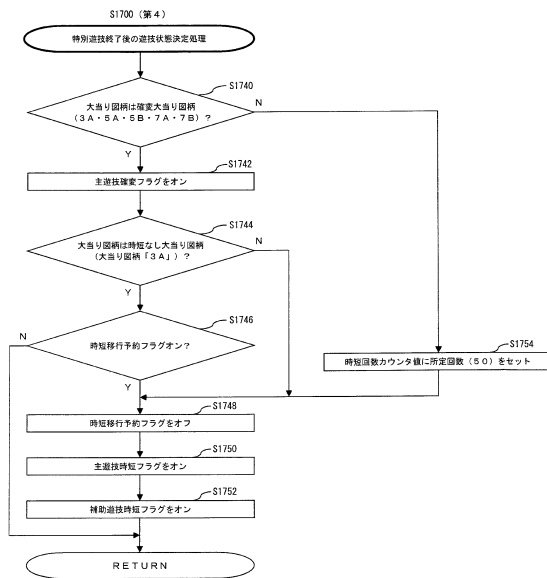 S1700（第４）
特別遊技終了後の遊技状態決定処理
S1740
大当り図柄は確変大当り図柄
（３Ａ・５Ａ・５Ｂ・７Ａ・７Ｂ）？
N
Y
S1742
主遊技確変フラグをオン
S1744
大当り図柄は時短なし大当り図柄
（大当り図柄「３Ａ」）？
N
Y
S1746
N
時短移行予約フラグオン？
S1754
時短回数カウンタ値に所定回数（５０）をセット
Y
S1748
時短移行予約フラグをオフ
S1750
主遊技時短フラグをオン
S1752
補助遊技時短フラグをオン
ＲＥＴＵＲＮ